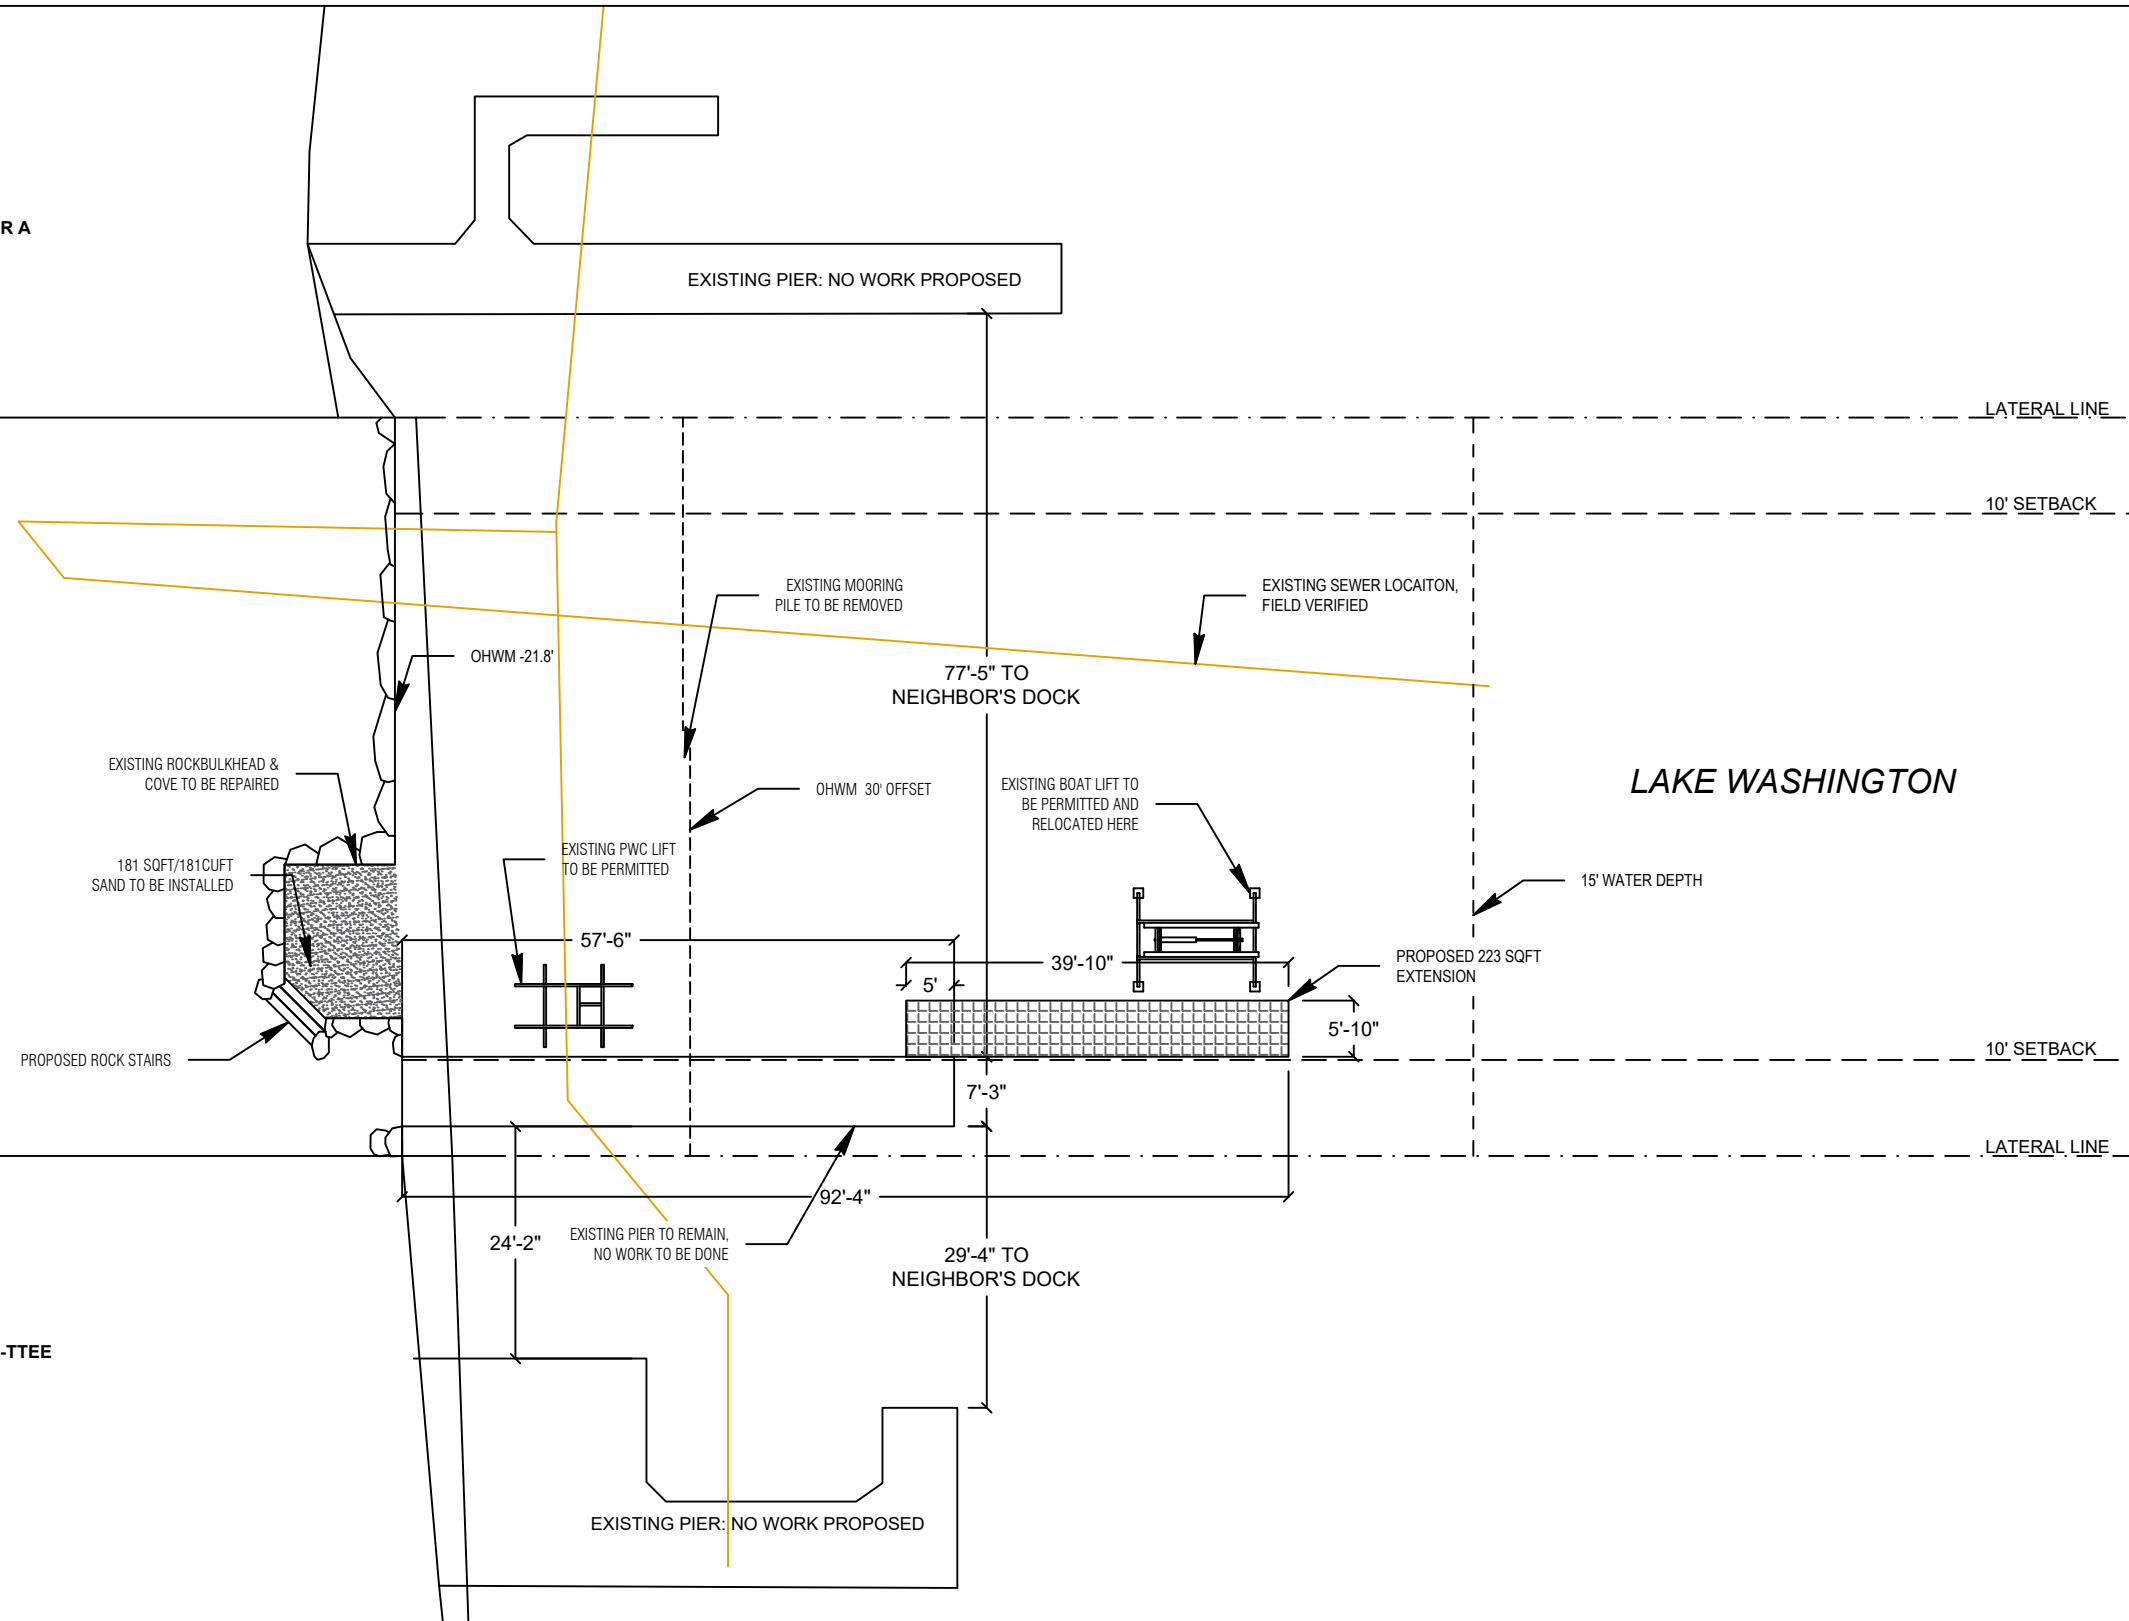 R A
EXISTING PIER: NO WORK PROPOSED
LATERAL LINE
10' SETBACK
EXISTING MOORING
PILE TO BE REMOVED
EXISTING SEWER LOCAITON,
FIELD VERIFIED
OHWM -21.8'
77'-5" TO
NEIGHBOR'S DOCK
EXISTING ROCKBULKHEAD &
COVE TO BE REPAIRED
OHWM 30' OFFSET
EXISTING BOAT LIFT TO
BE PERMITTED AND
RELOCATED HERE
LAKE WASHINGTON
181 SQFT/181CUFT
SAND TO BE INSTALLED
EXISTING PWC LIFT
TO BE PERMITTED
15' WATER DEPTH
57'-6"
39'-10"
5'
PROPOSED 223 SQFT
EXTENSION
5'-10"
PROPOSED ROCK STAIRS
10' SETBACK
7'-3"
LATERAL LINE
92'-4"
24'-2"
EXISTING PIER TO REMAIN,
NO WORK TO BE DONE
29'-4" TO
NEIGHBOR'S DOCK
-TTEE
EXISTING PIER: NO WORK PROPOSED